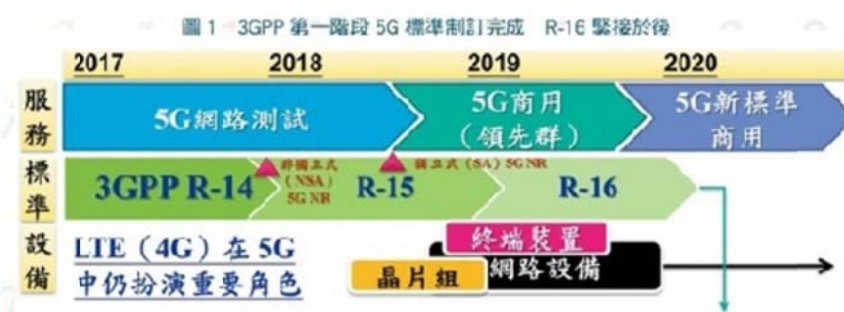 圖 1 3GPP 第一階段 5G 標準制訂完成 R-16 緊接於後
2017 2018 2019 2020
服務
5G網路測試
5G商用
（領先群）
5G新標準
商用
標準
3GPP R-14
非獨立式
（NSA）
5G NR
R-15
獨立式（SA）5G NR
R-16
設備
LTE（4G）在 5G
中仍扮演重要角色
終端裝置
晶片組
網路設備